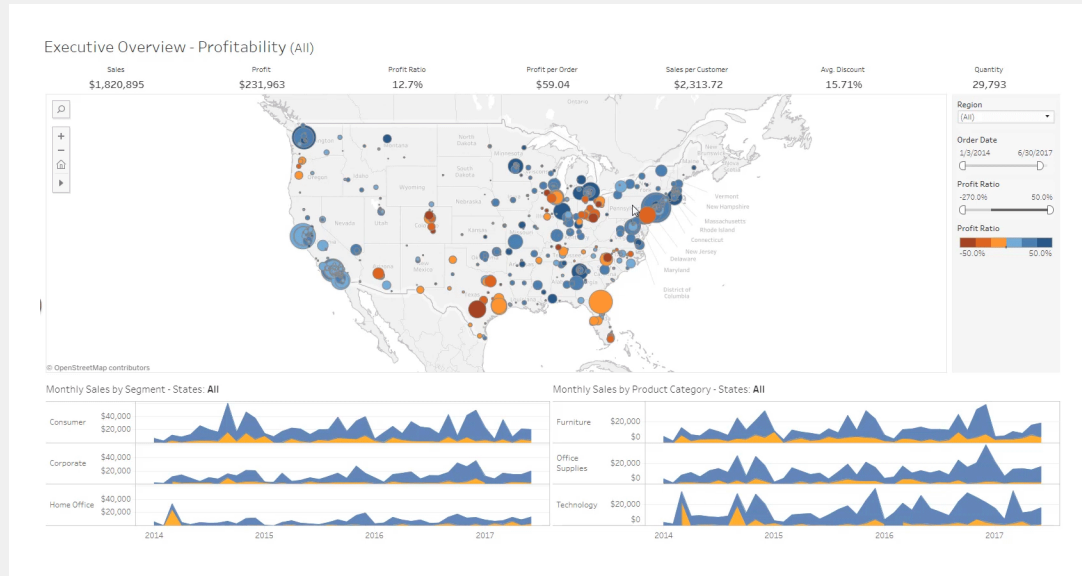 Executive Overview - Profitability (All)
Sales Profit Profit Ratio Profit per Order Sales per Customer Avg. Discount Quantity
$1,820,895 $231,963 12.7% $59.04 $2,313.72 15.71% 29,793
Ontario
North Dakota
Minnesota
South Dakota
Oregon
Idaho
Wyoming
Nebraska
Nevada
Utah
Kansas
New Mexico
Maine
Vermont
New Hampshire
Massachusetts
Rhode Island
Connecticut
New Jersey
Delaware
Maryland
District of Columbia
© OpenStreetMap contributors
Region
(All)
Order Date
1/3/2014 6/30/2017
Profit Ratio
-270.0% 50.0%
Profit Ratio
-50.0% 50.0%
Monthly Sales by Segment - States: All
Consumer
$40,000
$20,000
Corporate
$40,000
$20,000
Home Office
$40,000
$20,000
2014 2015 2016 2017
Monthly Sales by Product Category - States: All
Furniture
$20,000
$0
Office Supplies
$20,000
$0
Technology
$20,000
$0
2014 2015 2016 2017